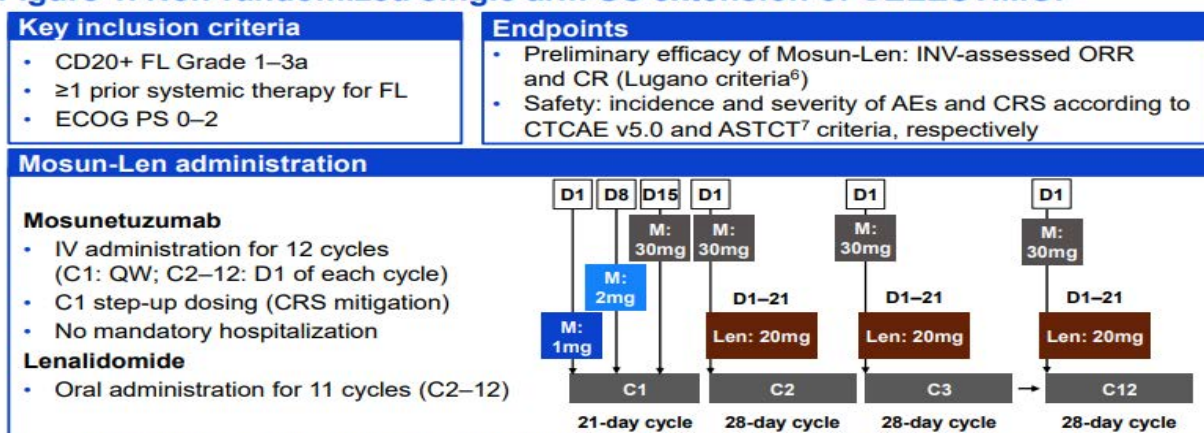 Key inclusion criteria
• CD20+ FL Grade 1–3a
• ≥1 prior systemic therapy for FL
• ECOG PS 0–2
Endpoints
• Preliminary efficacy of Mosun-Len: INV-assessed ORR
and CR (Lugano criteria⁶)
• Safety: incidence and severity of AEs and CRS according to
CTCAE v5.0 and ASTCT⁷ criteria, respectively
Mosun-Len administration
Mosunetuzumab
• IV administration for 12 cycles
(C1: QW; C2–12: D1 of each cycle)
• C1 step-up dosing (CRS mitigation)
• No mandatory hospitalization
Lenalidomide
• Oral administration for 11 cycles (C2–12)
D1 D8 D15 D1 D1 D1
M:
30mg
M:
30mg
M:
30mg
M:
30mg
M:
2mg
D1–21 D1–21 D1–21
M:
1mg
Len: 20mg Len: 20mg Len: 20mg
C1 C2 C3 C12
21-day cycle 28-day cycle 28-day cycle 28-day cycle